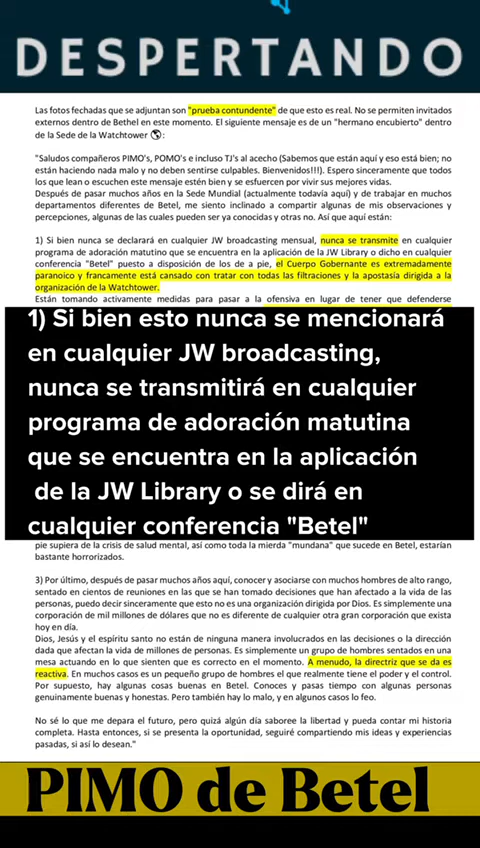 DESPERTANDO
Las fotos fechadas que se adjuntan son "prueba contundente" de que esto es real. No se permiten invitados
externos dentro de Bethel en este momento. El siguiente mensaje es de un "hermano encubierto" dentro
de la Sede de la Watchtower 🌎:
"Saludos compañeros PIMO's, POMO's e incluso TJ's al acecho (Sabemos que están aquí y eso está bien; no
están haciendo nada malo y no deben sentirse culpables. Bienvenidos!!!). Espero sinceramente que todos
los que lean o escuchen este mensaje estén bien y se esfuercen por vivir sus mejores vidas.
Después de pasar muchos años en la Sede Mundial (actualmente todavía aquí) y de trabajar en muchos
departamentos diferentes de Betel, me siento inclinado a compartir algunas de mis observaciones y
percepciones, algunas de las cuales pueden ser ya conocidas y otras no. Así que aquí están:
1) Si bien nunca se declarará en cualquier JW broadcasting mensual, nunca se transmite en cualquier
programa de adoración matutino que se encuentra en la aplicación de la JW Library o dicho en cualquier
conferencia "Betel" puesto a disposición de los de a pie, el Cuerpo Gobernante es extremadamente
paranoico y francamente está cansado con tratar con todas las filtraciones y la apostasía dirigida a la
organización de la Watchtower.
Están tomando activamente medidas para pasar a la ofensiva en lugar de tener que defenderse
1) Si bien esto nunca se mencionará
en cualquier JW broadcasting,
nunca se transmitirá en cualquier
programa de adoración matutina
que se encuentra en la aplicación
de la JW Library o se dirá en
cualquier conferencia "Betel"
pie supiera de la crisis de salud mental, así como toda la mierda "mundana" que sucede en Betel, estarían
bastante horrorizados.
3) Por último, después de pasar muchos años aquí, conocer y asociarse con muchos hombres de alto rango,
sentado en cientos de reuniones en las que se han tomado decisiones que han afectado a la vida de las
personas, puedo decir sinceramente que esto no es una organización dirigida por Dios. Es simplemente una
corporación de mil millones de dólares que no es diferente de cualquier otra gran corporación que exista
hoy en día.
Dios, Jesús y el espíritu santo no están de ninguna manera involucrados en las decisiones o la dirección
dada que afectan la vida de millones de personas. Es simplemente un grupo de hombres sentados en una
mesa actuando en lo que sienten que es correcto en el momento. A menudo, la directriz que se da es
reactiva. En muchos casos es un pequeño grupo de hombres el que realmente tiene el poder y el control.
Por supuesto, hay algunas cosas buenas en Betel. Conoces y pasas tiempo con algunas personas
genuinamente buenas y honestas. Pero también hay lo malo, y en algunos casos lo feo.
No sé lo que me depara el futuro, pero quizá algún día saboree la libertad y pueda contar mi historia
completa. Hasta entonces, si se presenta la oportunidad, seguiré compartiendo mis ideas y experiencias
pasadas, si así lo desean."
PIMO de Betel